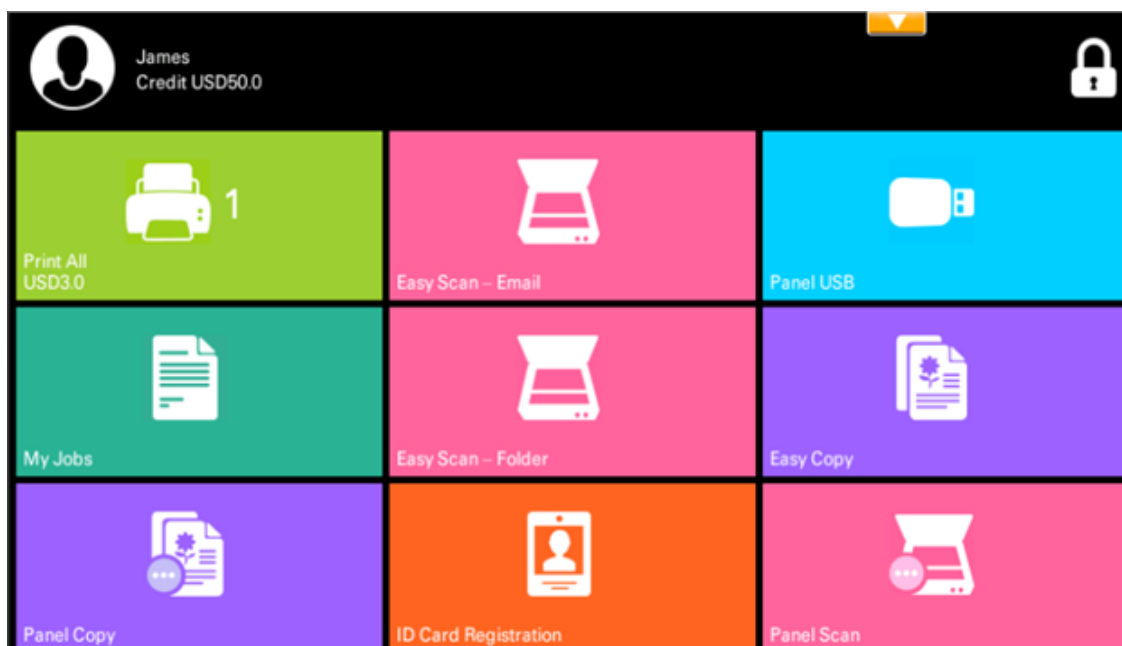 James
Credit USD50.0
1
Print All
USD3.0
Easy Scan – Email
Panel USB
My Jobs
Easy Scan – Folder
Easy Copy
Panel Copy
ID Card Registration
Panel Scan